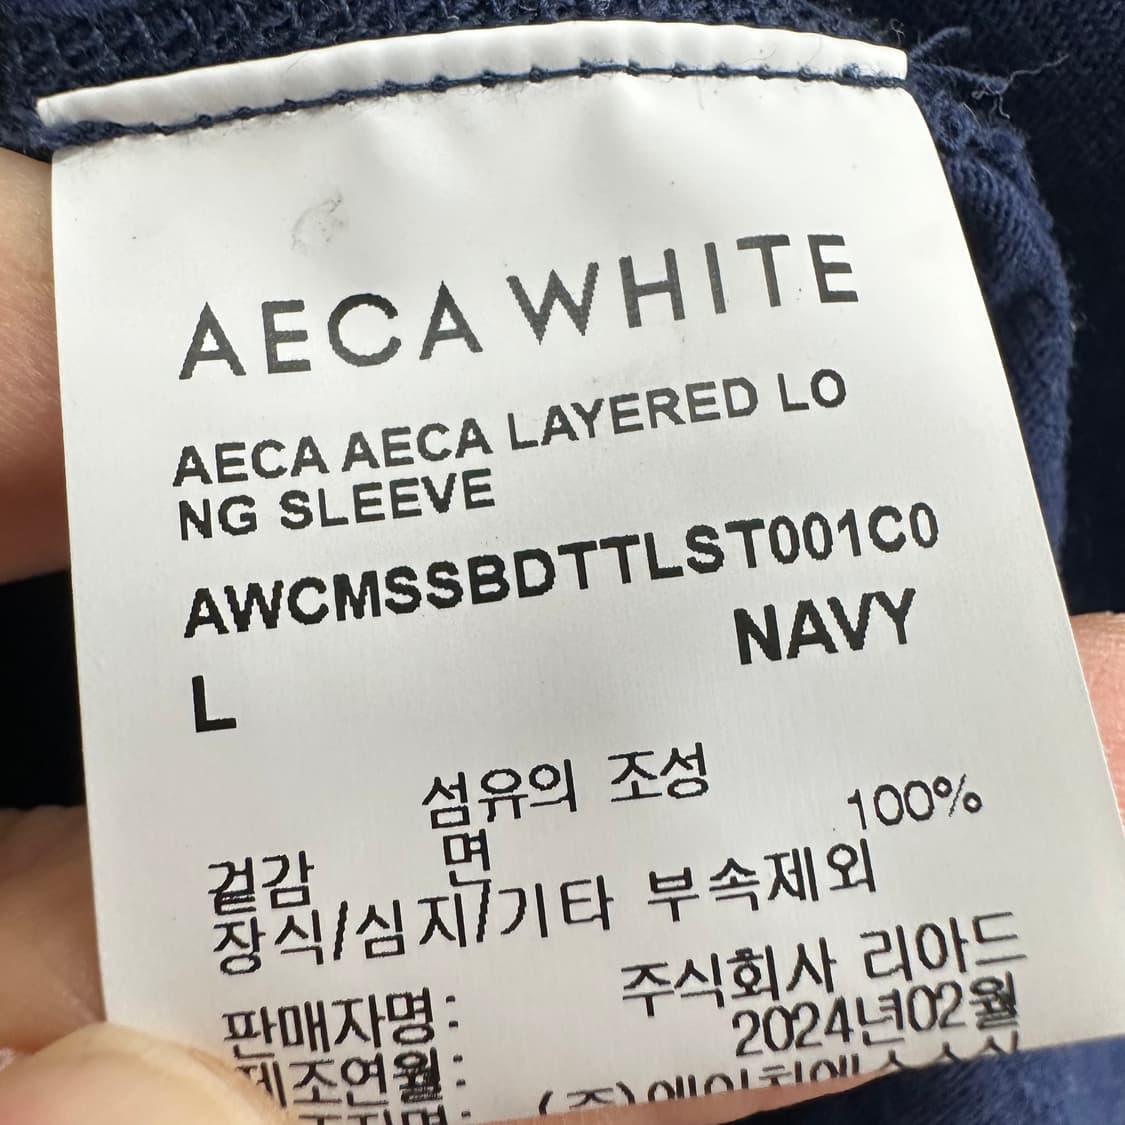 AECA WHITE
AECA AECA LAYERED LO
NG SLEEVE
AWCMSSBDTTLST001C0
NAVY
L
섬유의 조성
겉감 면 100%
장식/심지/기타 부속제외
판매자명: 주식회사 리아드
제조연월: 2024년02월